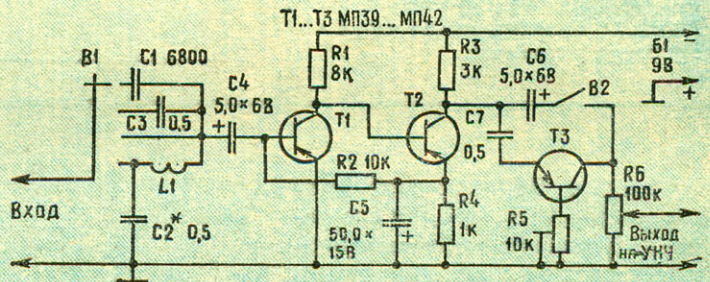 Т1...Т3 МП39...МП42
В1
С1 6800
С3 0,5
С4
5,0×6В
R1
8к
Т1
R2 10к
R3
3к
Т2
С7
0,5
С6
5,0×6В
В2
Б1
9В
Т3
L1
С2* 0,5
С5
50,0×
15В
R4
1к
R5
10к
R6
100к
Вход
Выход
на УНЧ